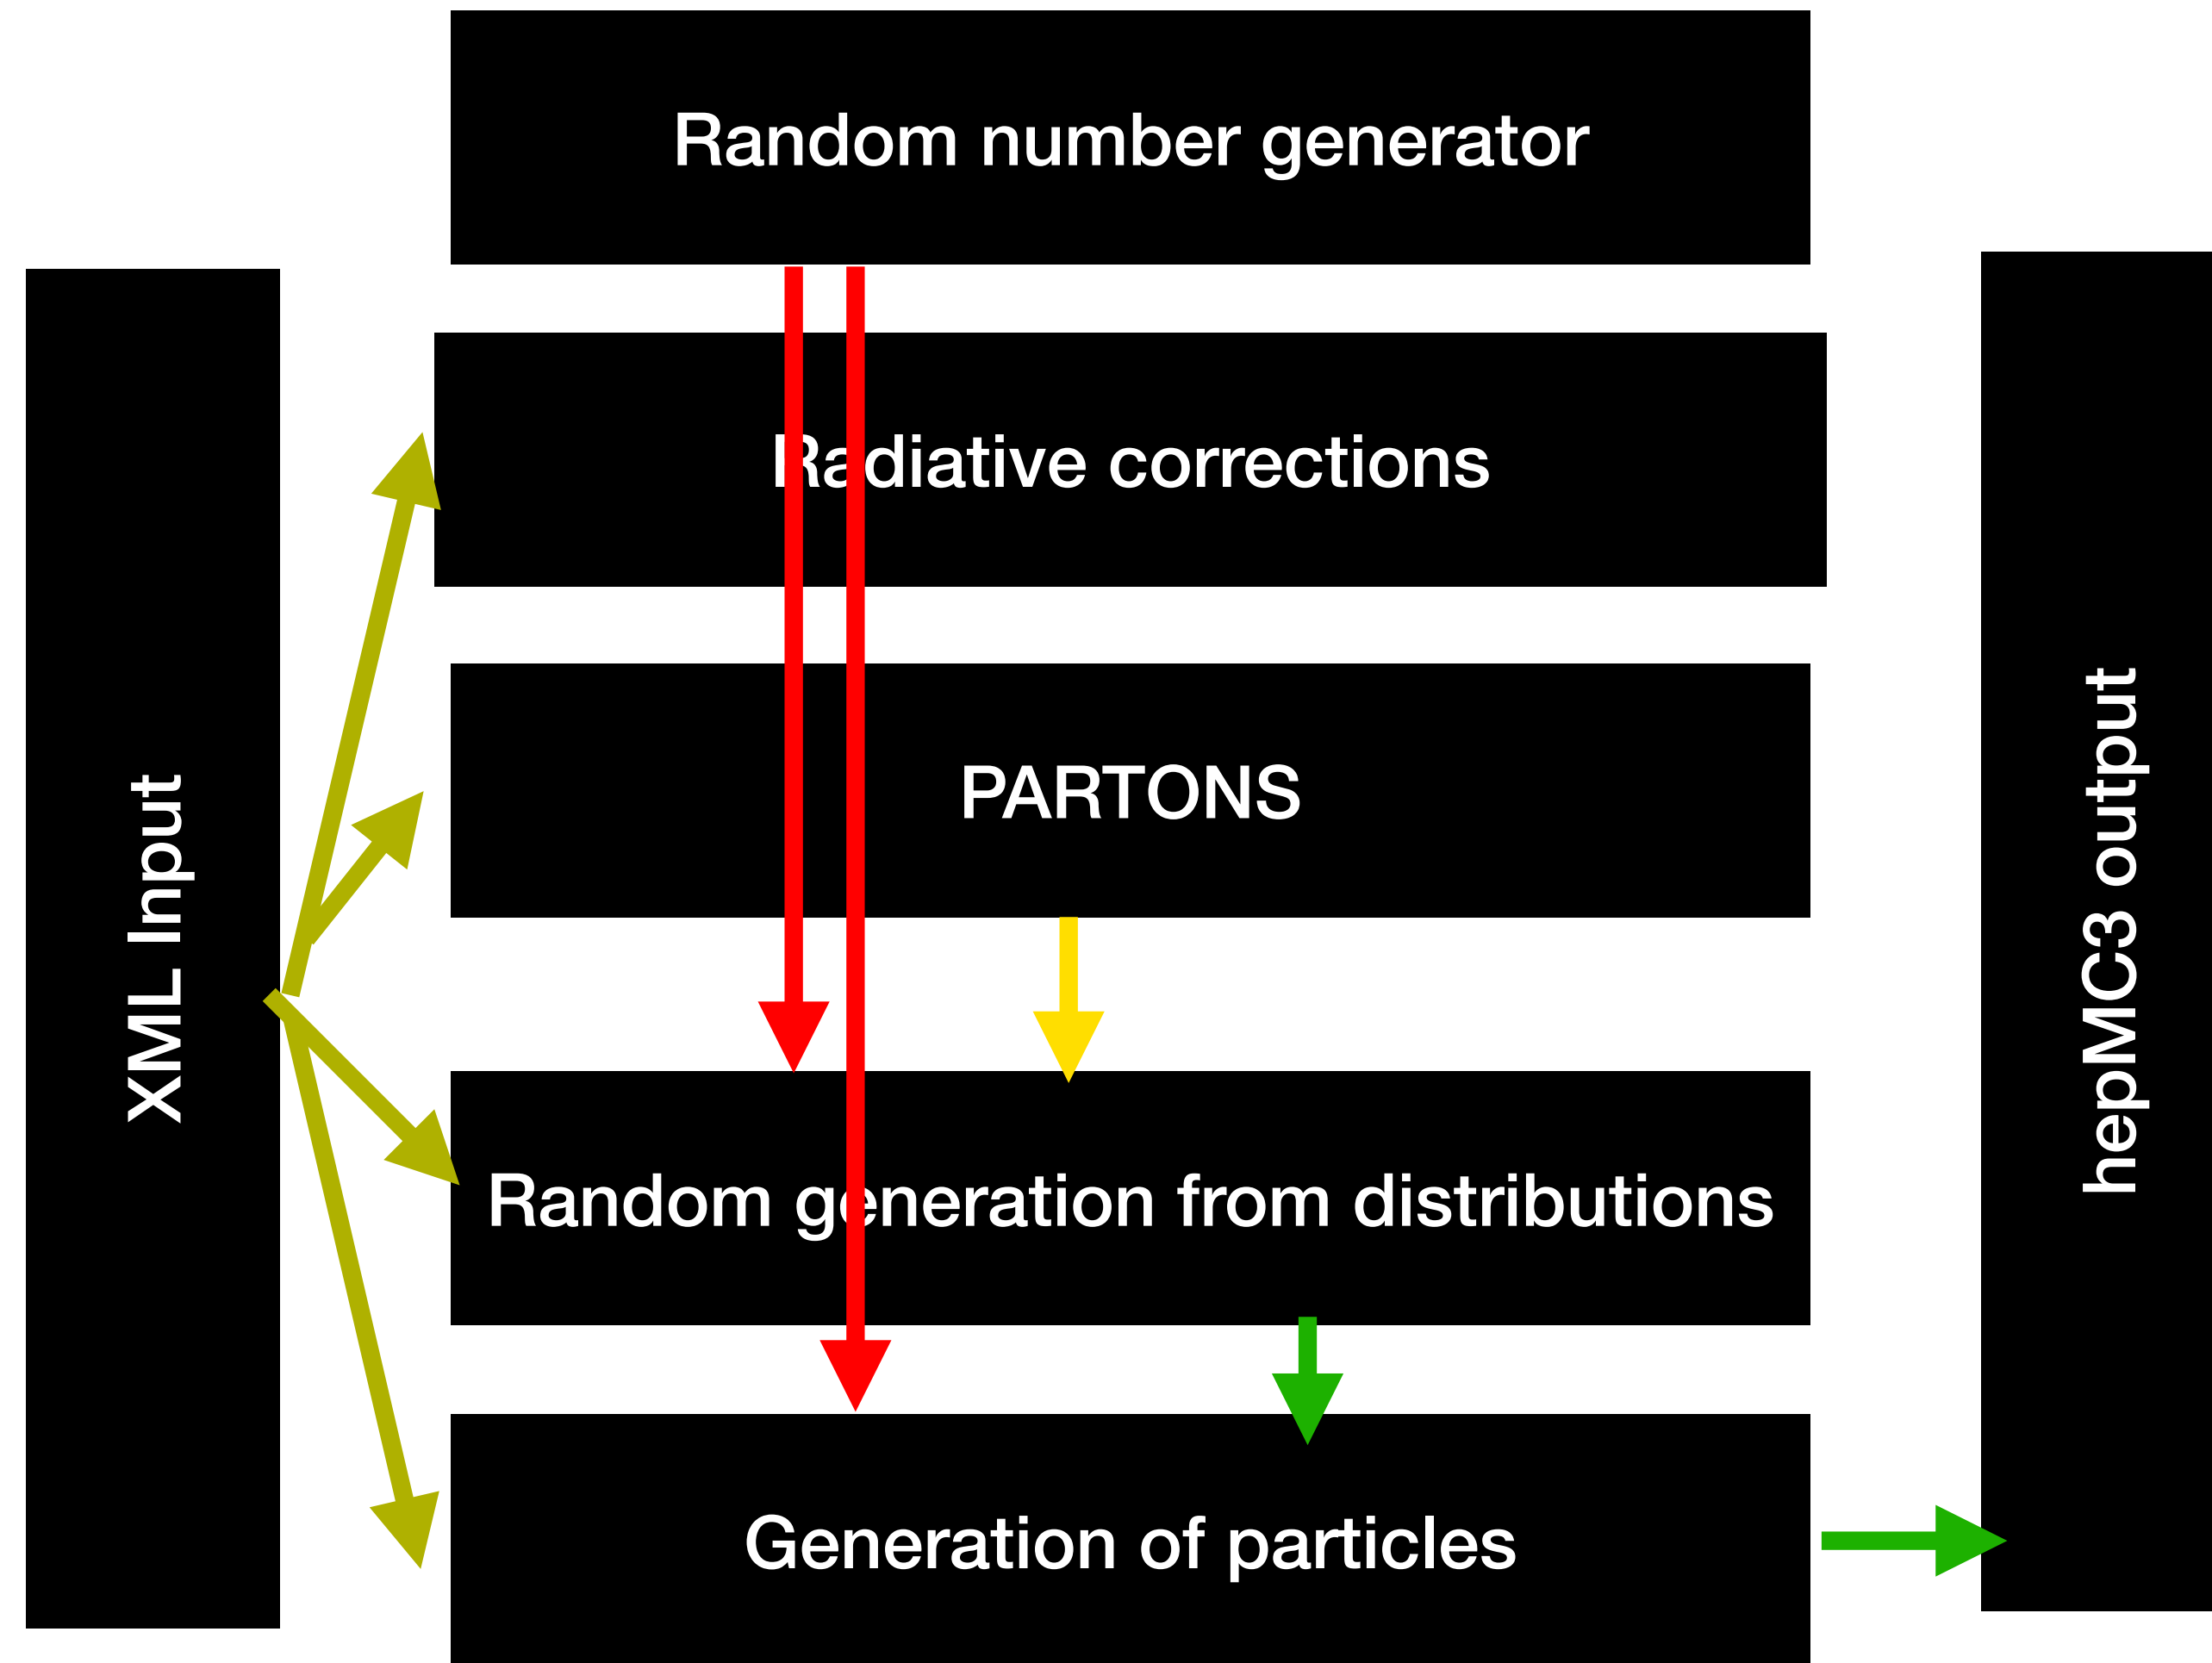 Random number generator
Radiative corrections
PARTONS
Random generation from distributions
Generation of particles
XML Input
hepMC3 output